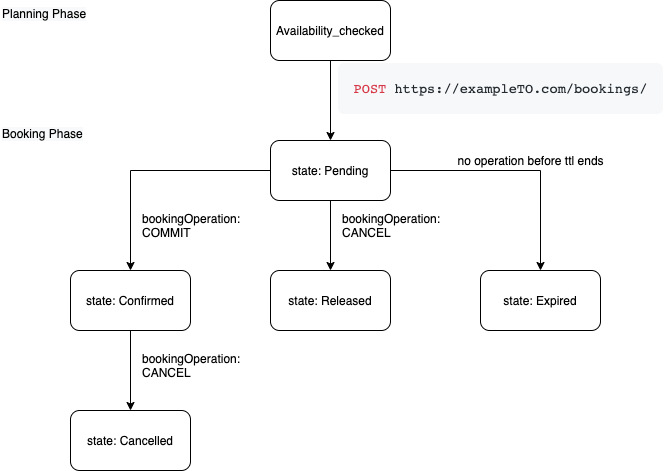 Planning Phase
Availability_checked
POST https://exampleTO.com/bookings/
Booking Phase
state: Pending
no operation before ttl ends
bookingOperation:
COMMIT
bookingOperation:
CANCEL
state: Confirmed
state: Released
state: Expired
bookingOperation:
CANCEL
state: Cancelled